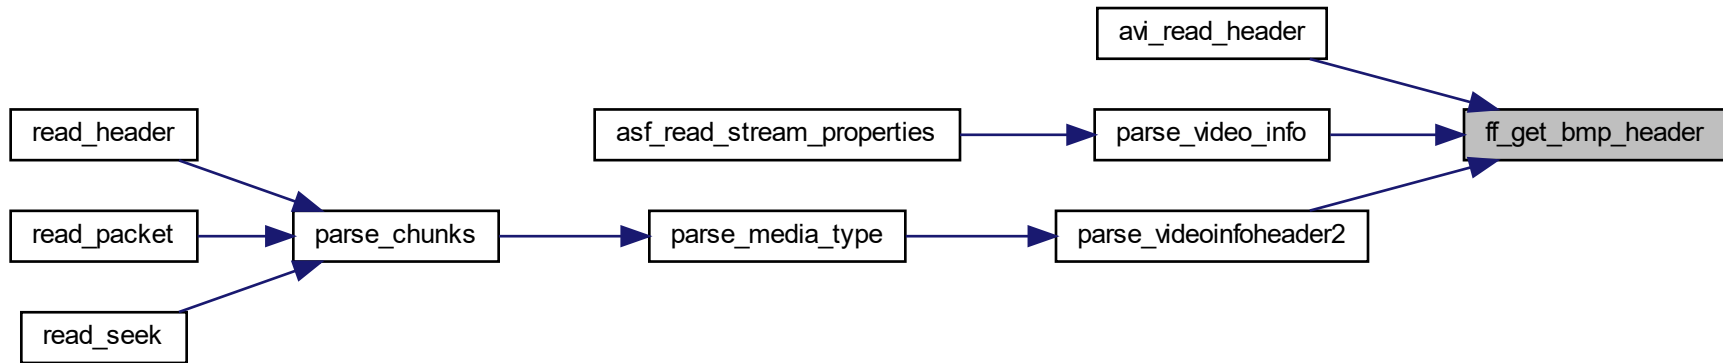 avi_read_header
read_header
asf_read_stream_properties
parse_video_info
ff_get_bmp_header
read_packet
parse_chunks
parse_media_type
parse_videoinfoheader2
read_seek